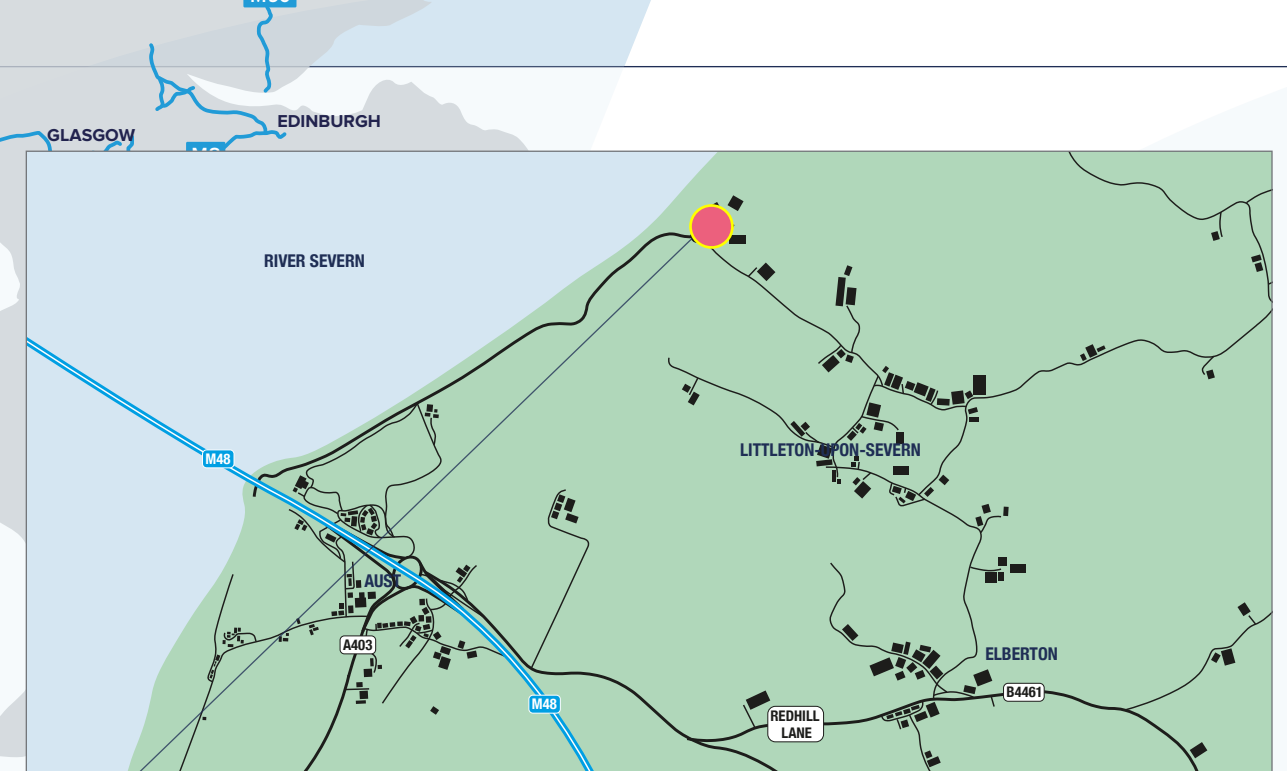 EDINBURGH
GLASGOW
RIVER SEVERN
M48
LITTLETON-UPON-SEVERN
AUST
A403
ELBERTON
B4461
M48
REDHILL
LANE